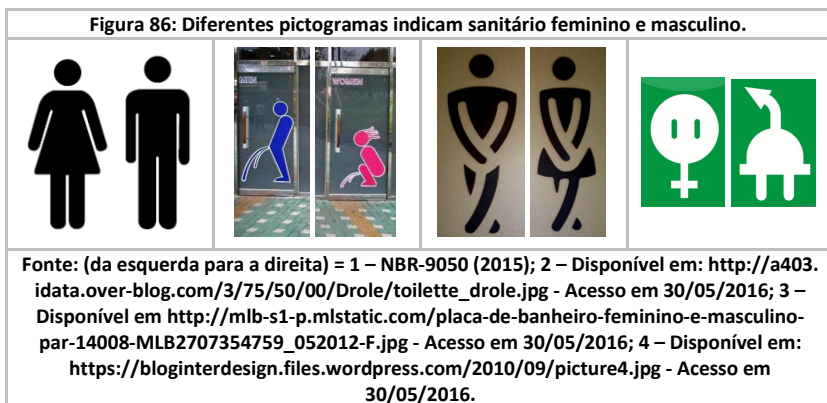 Figura 86: Diferentes pictogramas indicam sanitário feminino e masculino.
MEN
WOMEN
Fonte: (da esquerda para a direita) = 1 – NBR-9050 (2015); 2 – Disponível em: http://a403.
idata.over-blog.com/3/75/50/00/Drole/toilette_drole.jpg - Acesso em 30/05/2016; 3 –
Disponível em http://mlb-s1-p.mlstatic.com/placa-de-banheiro-feminino-e-masculino-
par-14008-MLB2707354759_052012-F.jpg - Acesso em 30/05/2016; 4 – Disponível em:
https://bloginterdesign.files.wordpress.com/2010/09/picture4.jpg - Acesso em
30/05/2016.